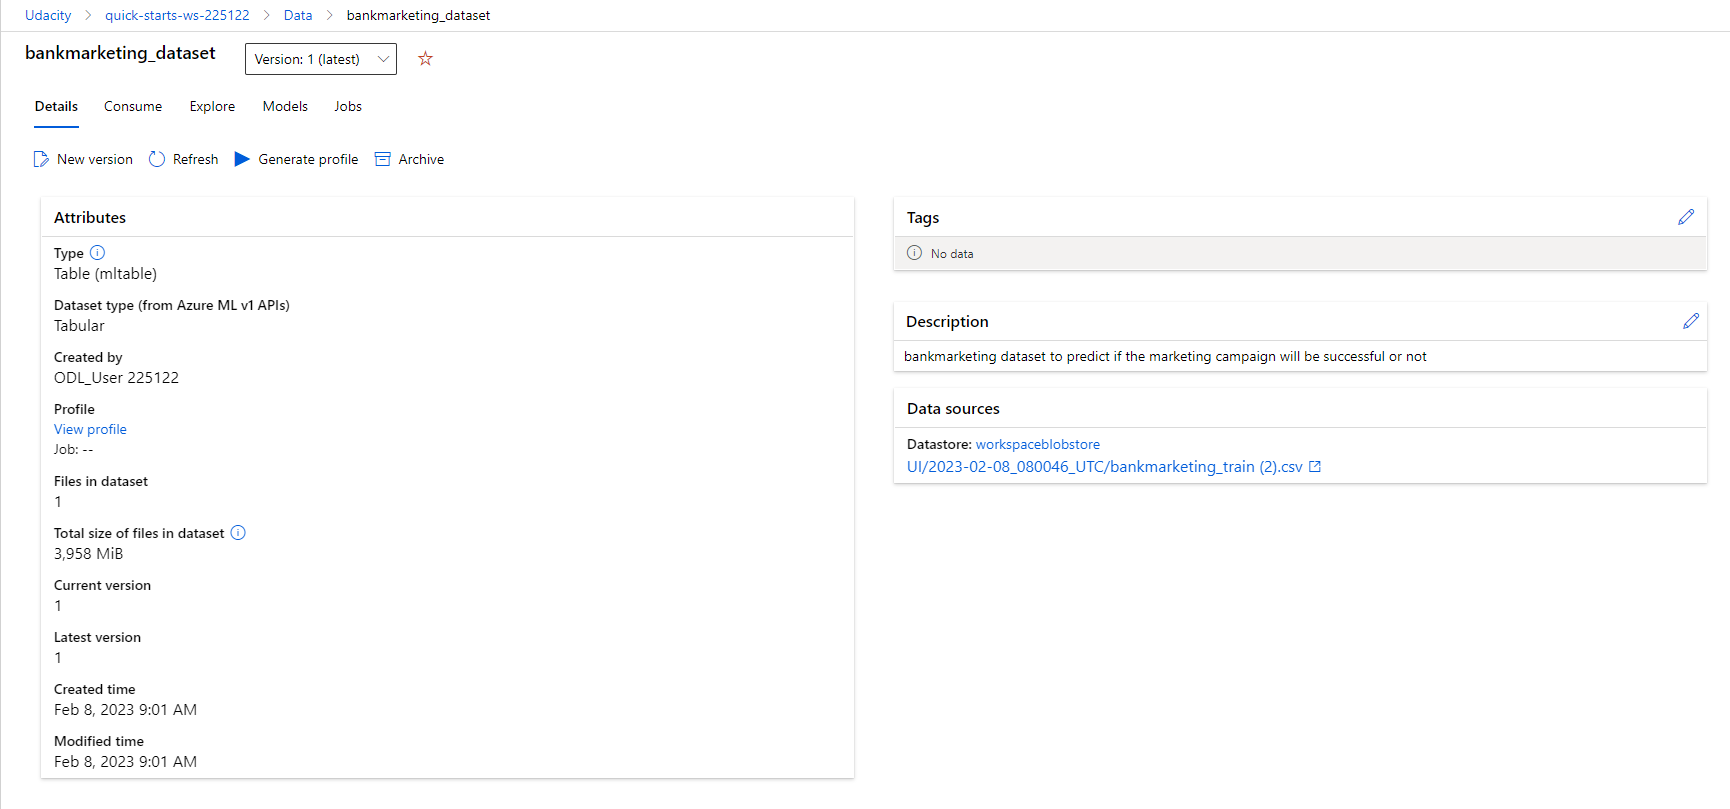 Udacity > quick-starts-ws-225122 > Data > bankmarketing_dataset
bankmarketing_dataset
Version: 1 (latest)
Details Consume Explore Models Jobs
New version Refresh Generate profile Archive
Attributes
Type
Table (mltable)
Dataset type (from Azure ML v1 APIs)
Tabular
Created by
ODL_User 225122
Profile
View profile
Job: --
Files in dataset
1
Total size of files in dataset
3,958 MiB
Current version
1
Latest version
1
Created time
Feb 8, 2023 9:01 AM
Modified time
Feb 8, 2023 9:01 AM
Tags
No data
Description
bankmarketing dataset to predict if the marketing campaign will be successful or not
Data sources
Datastore: workspaceblobstore
UI/2023-02-08_080046_UTC/bankmarketing_train (2).csv